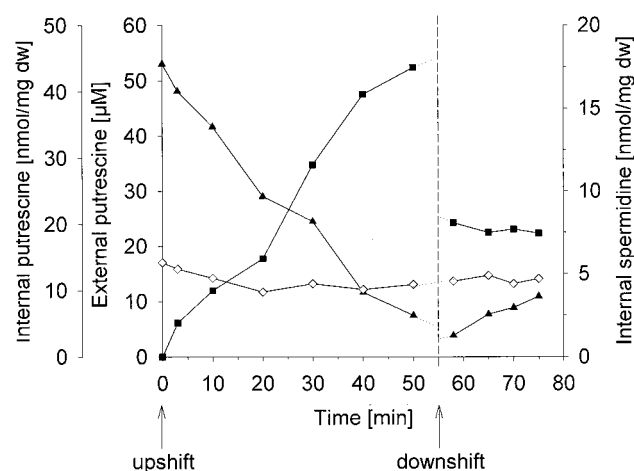 Internal putrescine [nmol/mg dw]
50
40
30
20
10
0
External putrescine [µM]
60
50
40
30
20
10
0
20
15
10
5
0
Internal spermidine [nmol/mg dw]
0 10 20 30 40 50 60 70 80
Time [min]
upshift
downshift